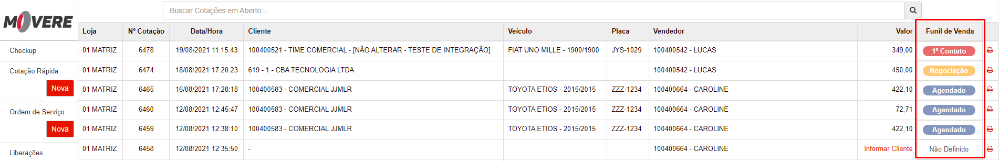 Buscar Cotações em Aberto...
MOVERE
Loja Nº Cotação Data/Hora Cliente Veículo Placa Vendedor Valor Funil de Venda
Checkup
01 MATRIZ 6478 19/08/2021 11:15:43 100400521 - TIME COMERCIAL - [NÃO ALTERAR - TESTE DE INTEGRAÇÃO] FIAT UNO MILLE - 1900/1900 JYS-1029 100400542 - LUCAS 349,00 1º Contato
Cotação Rápida
01 MATRIZ 6474 18/08/2021 17:20:23 619 - 1 - CBA TECNOLOGIA LTDA 100400542 - LUCAS 450,00 Negociação
Nova
01 MATRIZ 6465 16/08/2021 17:28:18 100400583 - COMERCIAL JJMLR TOYOTA ETIOS - 2015/2015 ZZZ-1234 100400664 - CAROLINE 422,10 Agendado
Ordem de Serviço
01 MATRIZ 6460 12/08/2021 12:45:47 100400583 - COMERCIAL JJMLR TOYOTA ETIOS - 2015/2015 ZZZ-1234 100400664 - CAROLINE 72,71 Agendado
Nova
01 MATRIZ 6459 12/08/2021 12:38:10 100400583 - COMERCIAL JJMLR TOYOTA ETIOS - 2015/2015 ZZZ-1234 100400664 - CAROLINE 422,10 Agendado
Liberações
01 MATRIZ 6458 12/08/2021 12:35:50 - 100400664 - CAROLINE Informar Cliente Não Definido